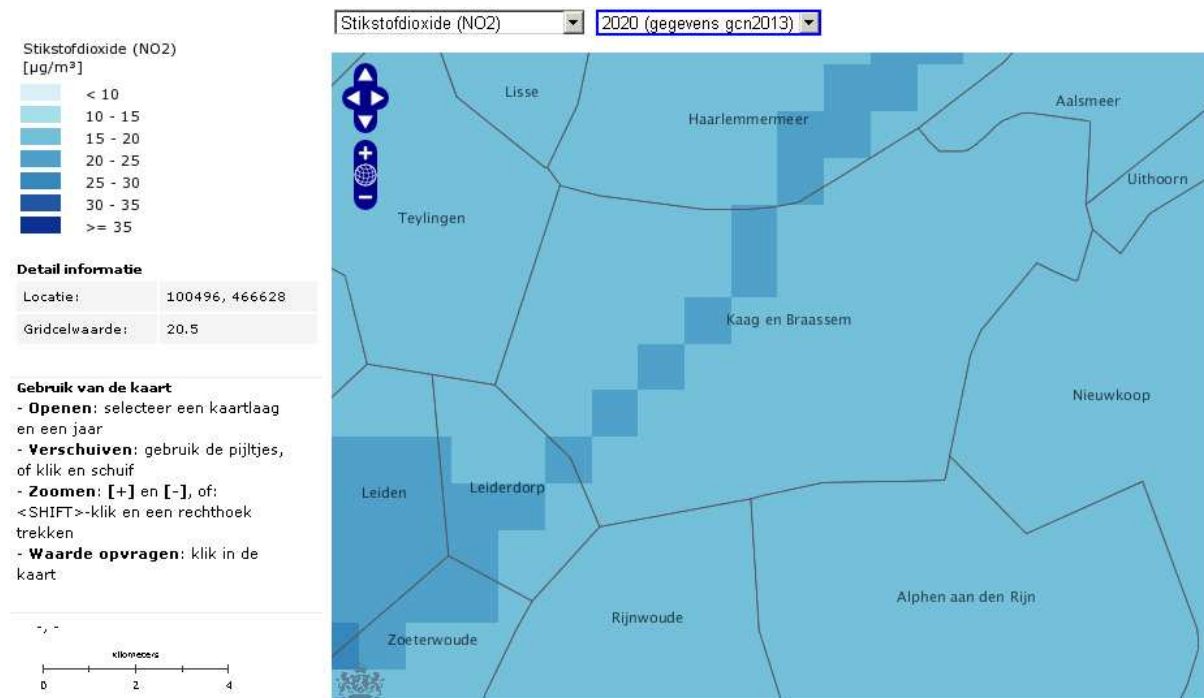 Stikstofdioxide (NO2)
2020 (gegevens gcn2013)
Stikstofdioxide (NO2)
[µg/m³]
< 10
10 - 15
15 - 20
20 - 25
25 - 30
30 - 35
>= 35
Detail informatie
Locatie: 100496, 466628
Gridcelwaarde: 20.5
Gebruik van de kaart
- Openen: selecteer een kaartlaag
en een jaar
- Verschuiven: gebruik de pijltjes,
of klik en schuif
- Zoomen: [+] en [-], of:
<SHIFT>-klik en een rechthoek
trekken
- Waarde opvragen: klik in de
kaart
-, -
Kilometers
0 2 4
Lisse
Haarlemmermeer
Aalsmeer
Uithoorn
Teylingen
Kaag en Braassem
Nieuwkoop
Leiden
Leiderdorp
Alphen aan den Rijn
Rijnwoude
Zoeterwoude